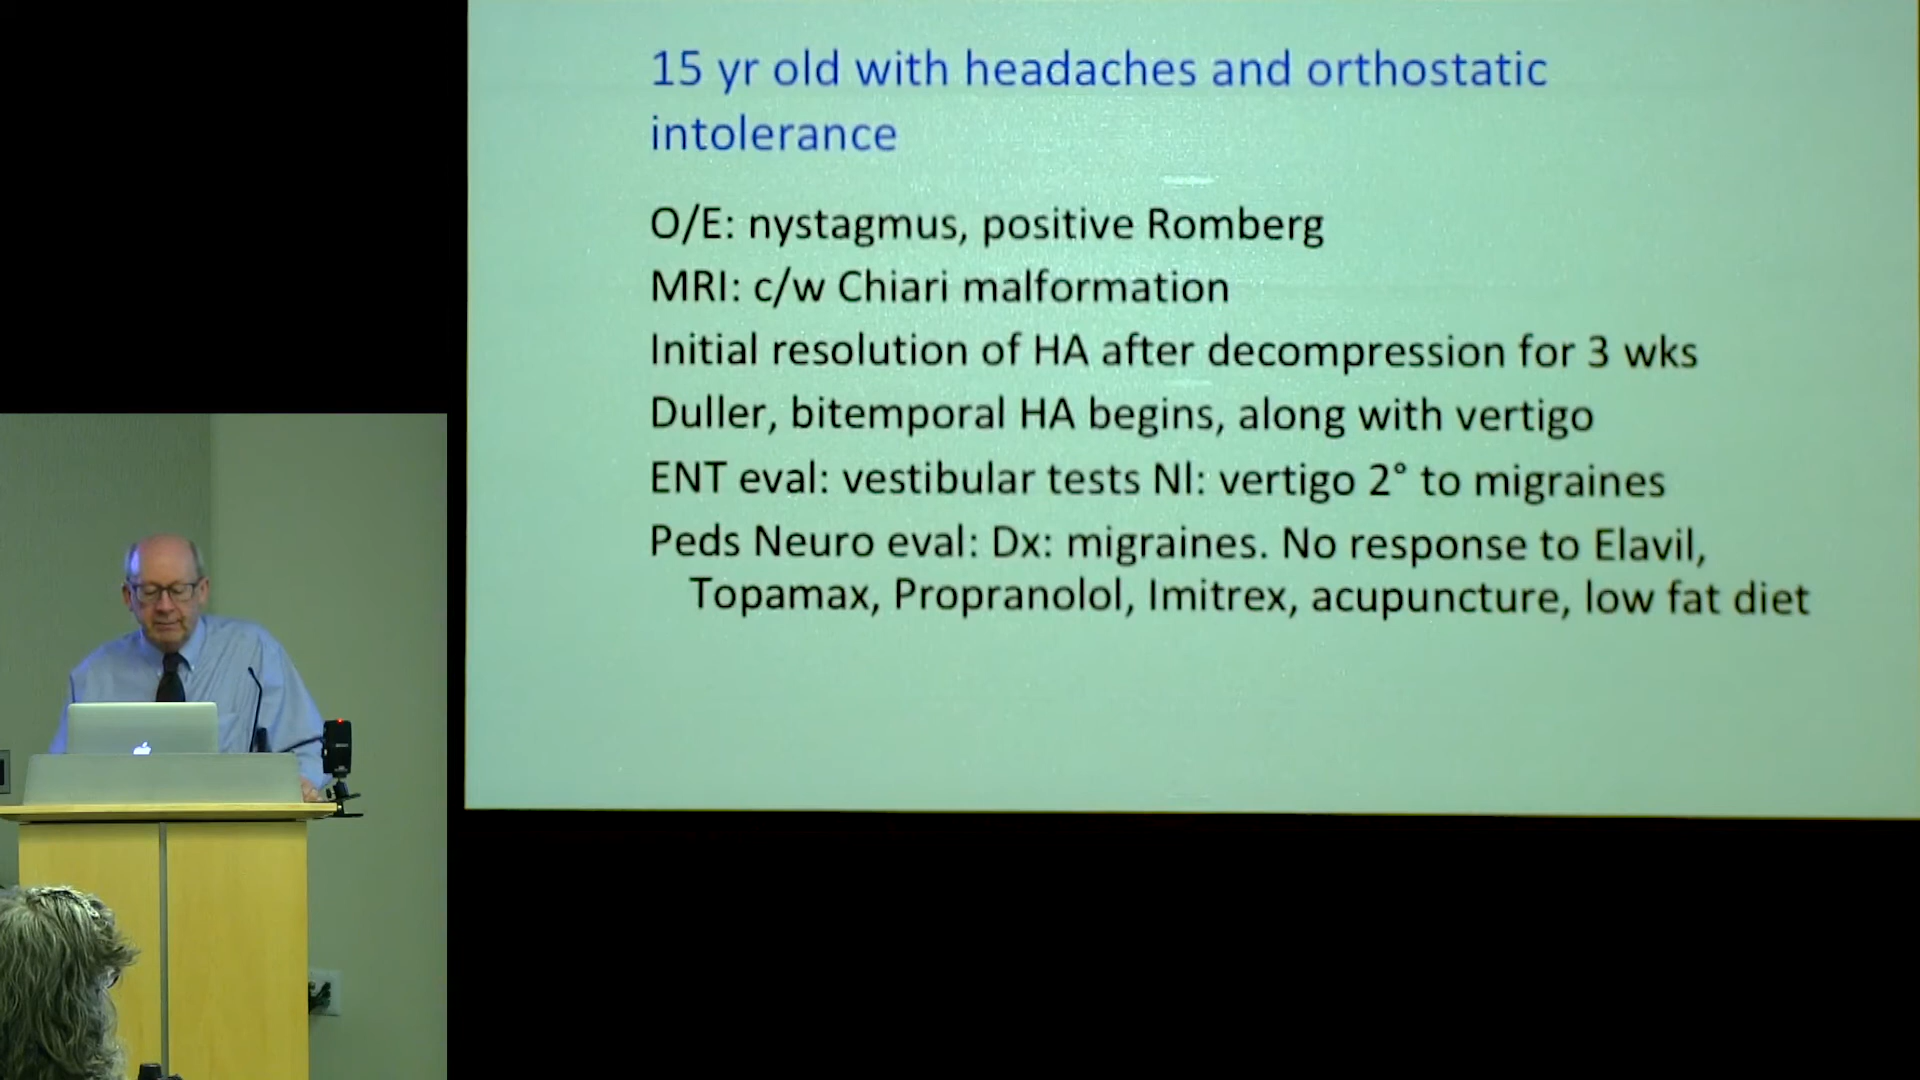 15 yr old with headaches and orthostatic
intolerance
O/E: nystagmus, positive Romberg
MRI: c/w Chiari malformation
Initial resolution of HA after decompression for 3 wks
Duller, bitemporal HA begins, along with vertigo
ENT eval: vestibular tests Nl: vertigo 2° to migraines
Peds Neuro eval: Dx: migraines. No response to Elavil,
Topamax, Propranolol, Imitrex, acupuncture, low fat diet